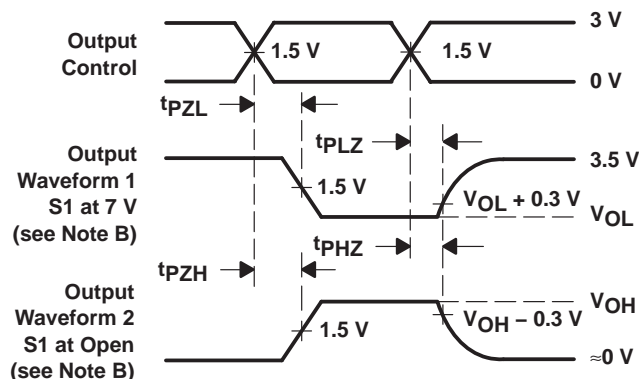 3 V
Output
Control
1.5 V
1.5 V
0 V
tPZL
tPLZ
Output
Waveform 1
S1 at 7 V
(see Note B)
3.5 V
1.5 V
VOL + 0.3 V
VOL
tPHZ
tPZH
Output
Waveform 2
S1 at Open
(see Note B)
VOH
VOH − 0.3 V
1.5 V
≈0 V